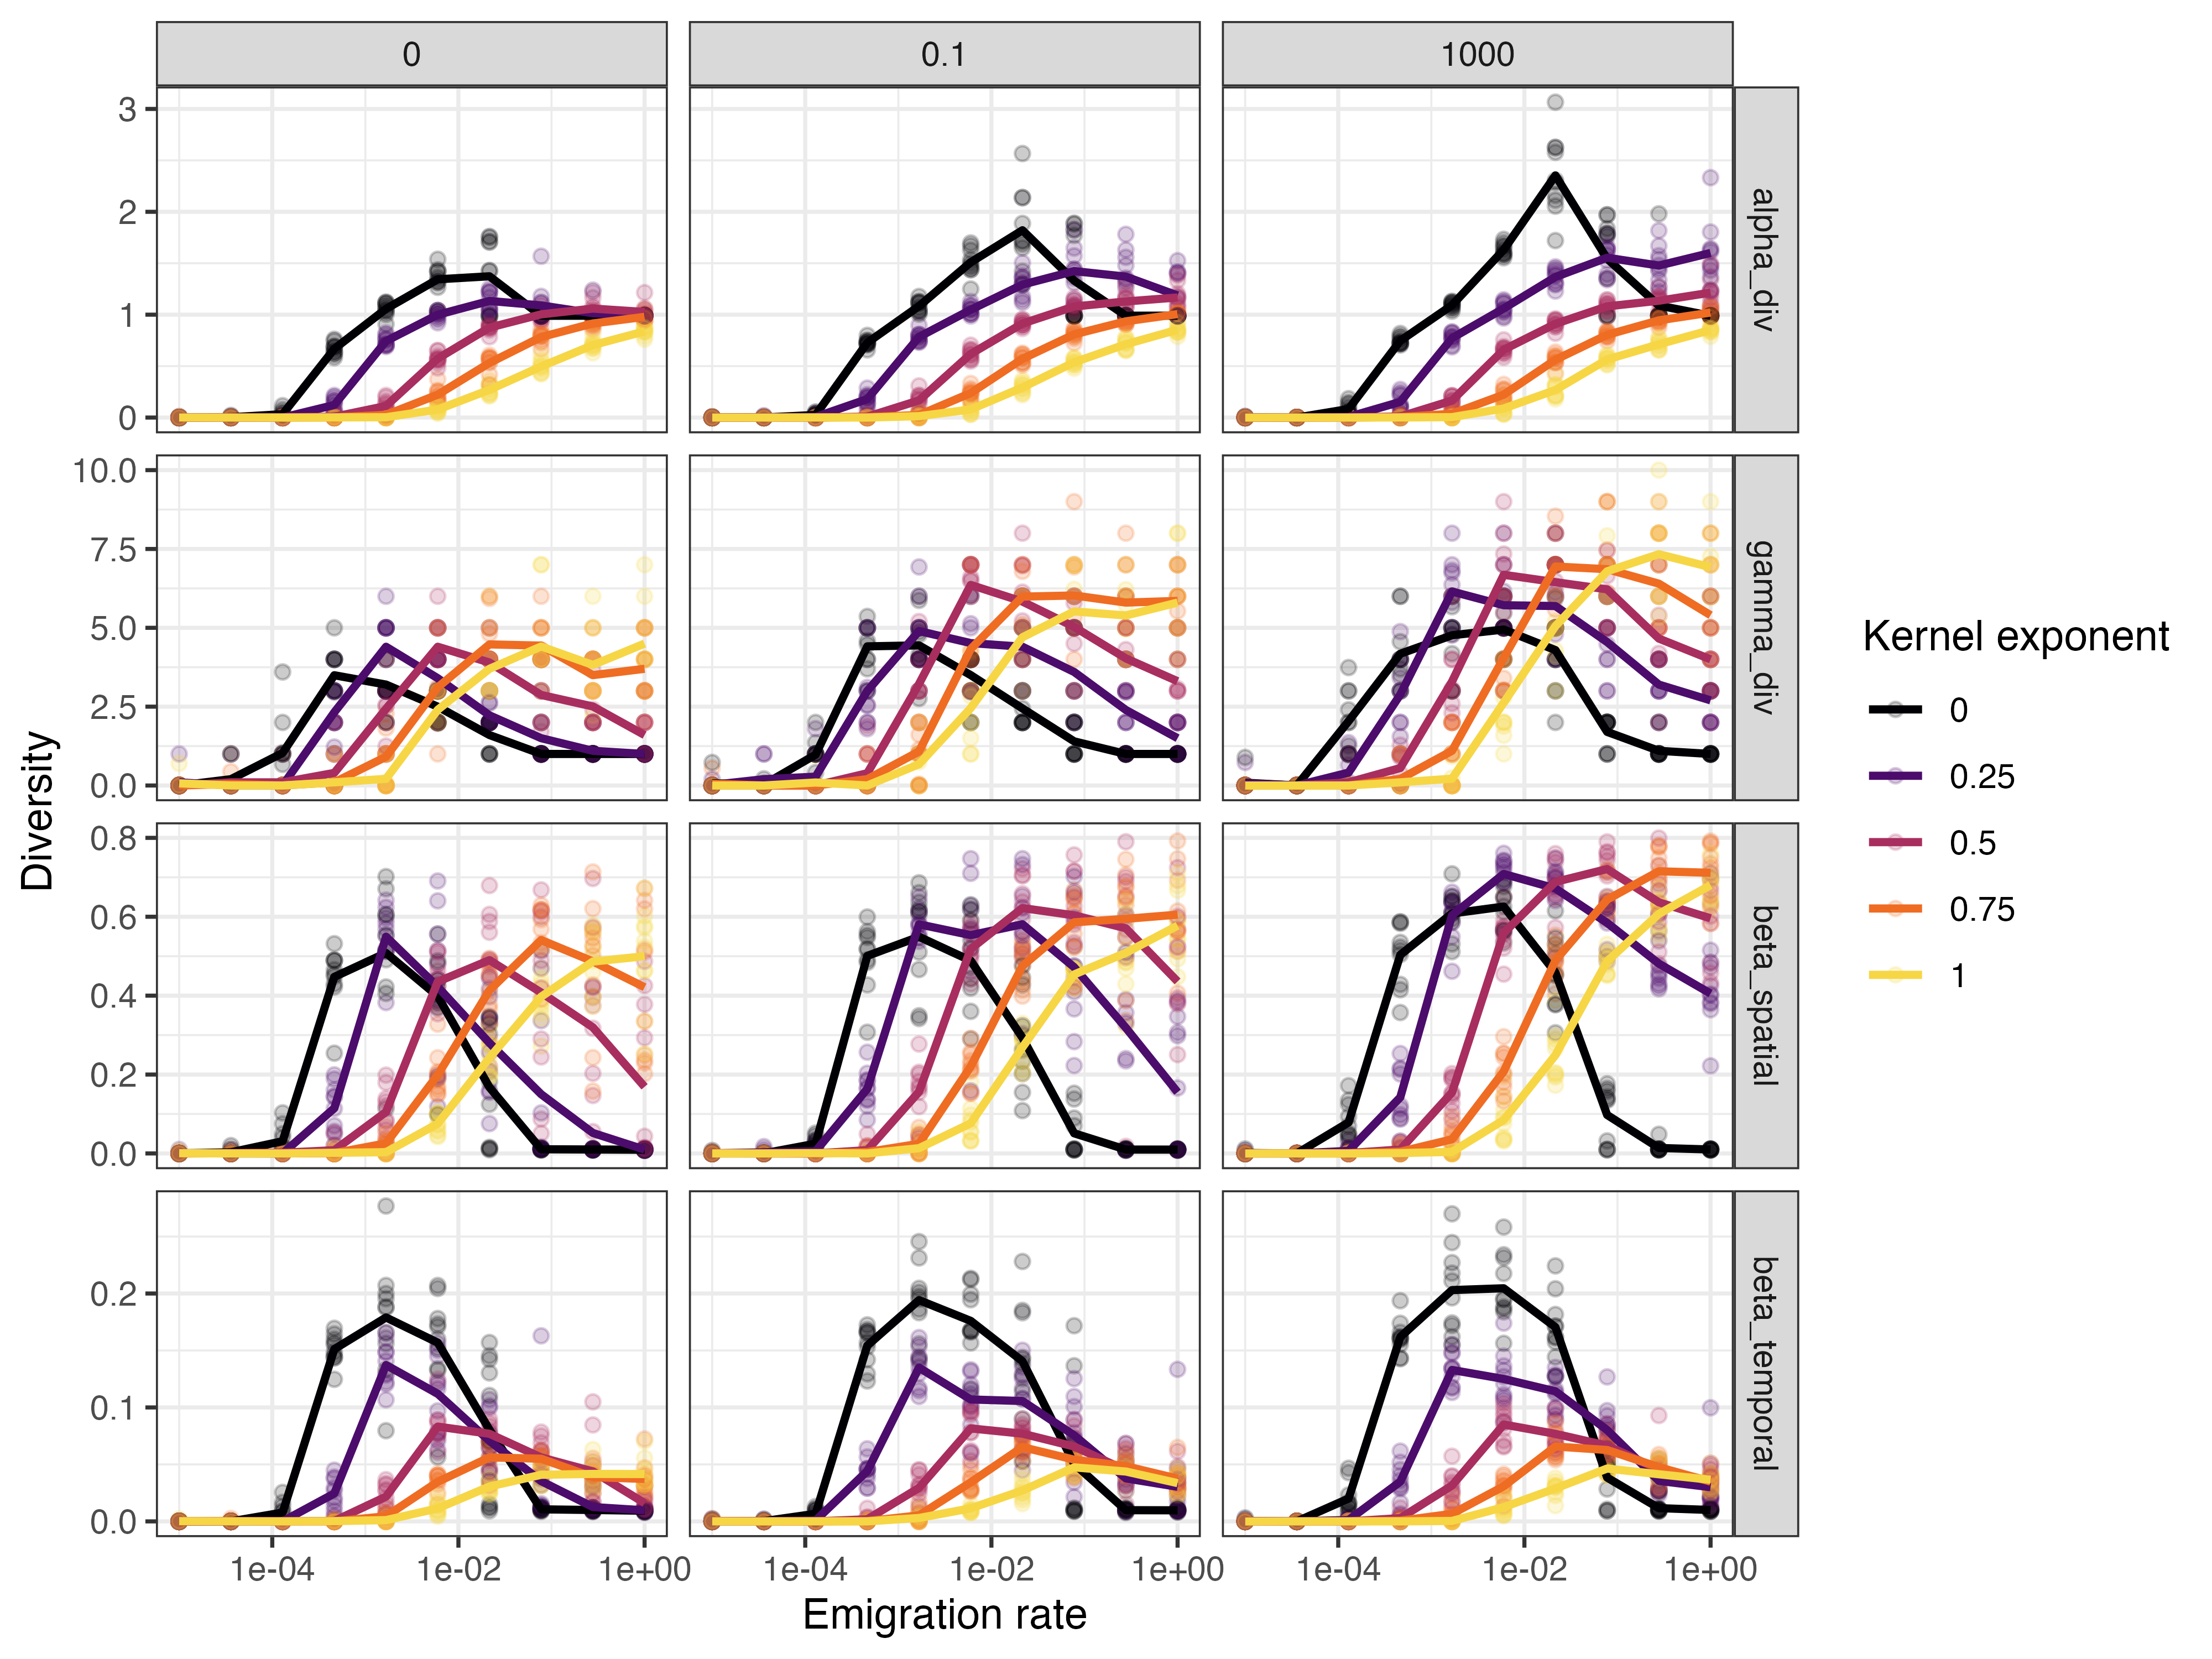 0 0.1 1000
3
2
1
0
alpha_div
10.0
7.5
5.0
2.5
0.0
gamma_div
0.8
0.6
0.4
0.2
0.0
beta_spatial
0.2
0.1
0.0
beta_temporal
1e-04 1e-02 1e+00 1e-04 1e-02 1e+00 1e-04 1e-02 1e+00
Emigration rate
Diversity
Kernel exponent
0
0.25
0.5
0.75
1